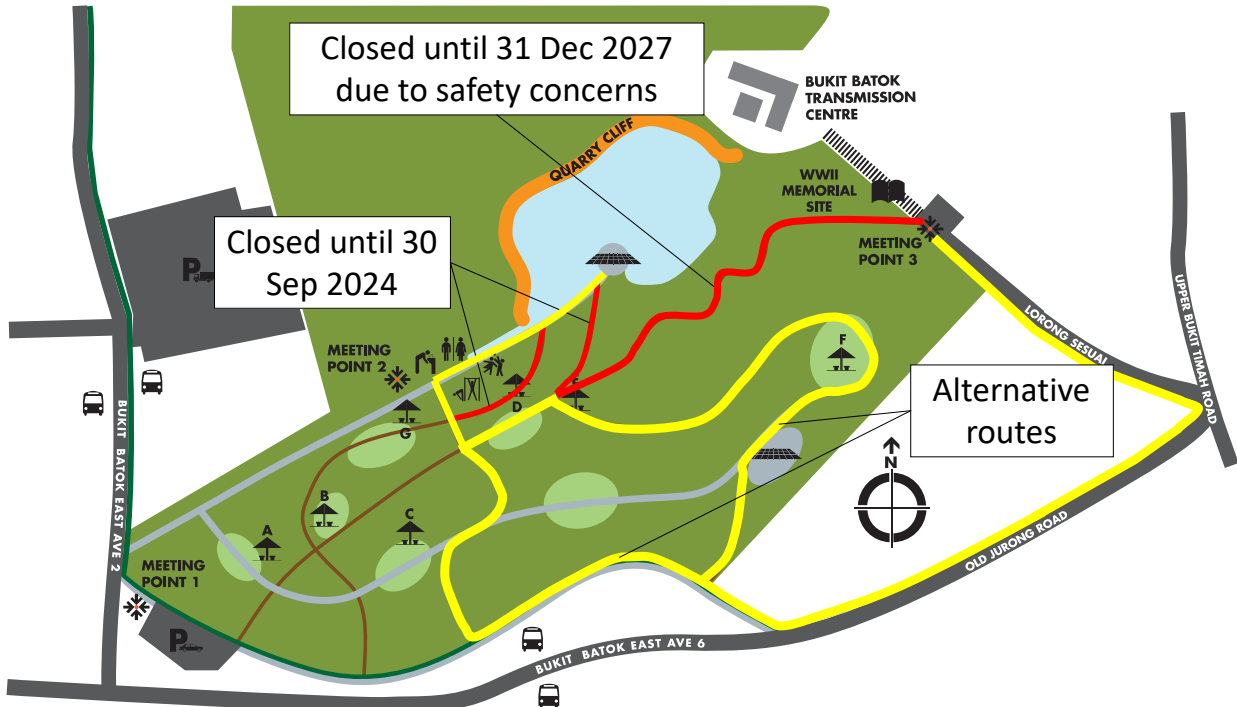 Closed until 31 Dec 2027
due to safety concerns
BUKIT BATOK
TRANSMISSION
CENTRE
QUARRY CLIFF
WWII
MEMORIAL
SITE
Closed until 30
Sep 2024
P
MEETING
POINT 3
UPPER BUKIT TIMAH ROAD
LORONG SESUAI
MEETING
POINT 2
F
D
G
Alternative
routes
N
BUKIT BATOK EAST AVE 2
B
A
C
MEETING
POINT 1
OLD JURONG ROAD
P
BUKIT BATOK EAST AVE 6